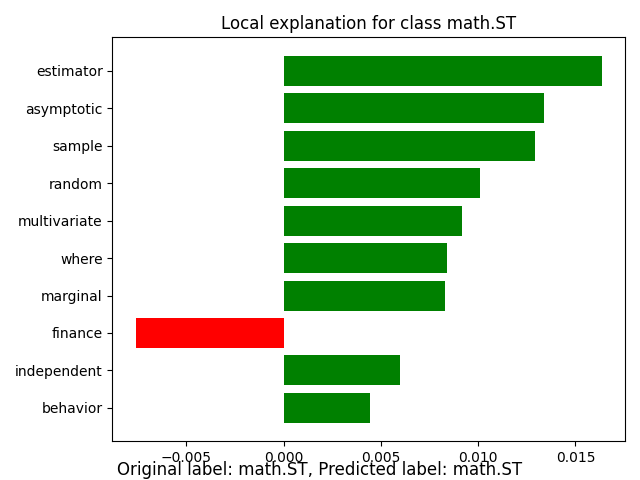 Local explanation for class math.ST
estimator
asymptotic
sample
random
multivariate
where
marginal
finance
independent
behavior
−0.005 0.000 0.005 0.010 0.015
Original label: math.ST, Predicted label: math.ST